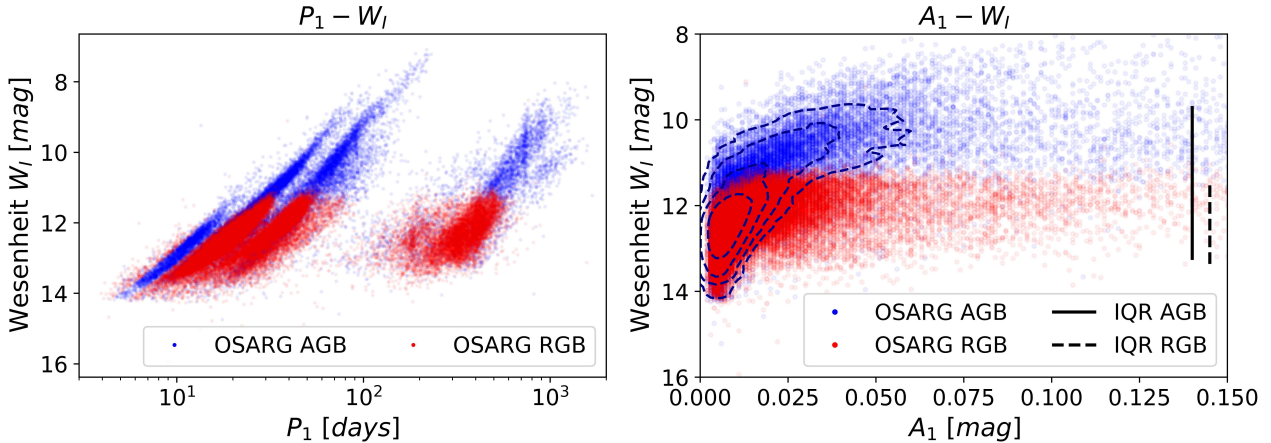 P₁ − W_I
Wesenheit W_I [mag]
8
10
12
14
16
OSARG AGB
OSARG RGB
10¹
10²
10³
P₁ [days]
A₁ − W_I
Wesenheit W_I [mag]
8
10
12
14
16
OSARG AGB
OSARG RGB
IQR AGB
IQR RGB
0.000
0.025
0.050
0.075
0.100
0.125
0.150
A₁ [mag]